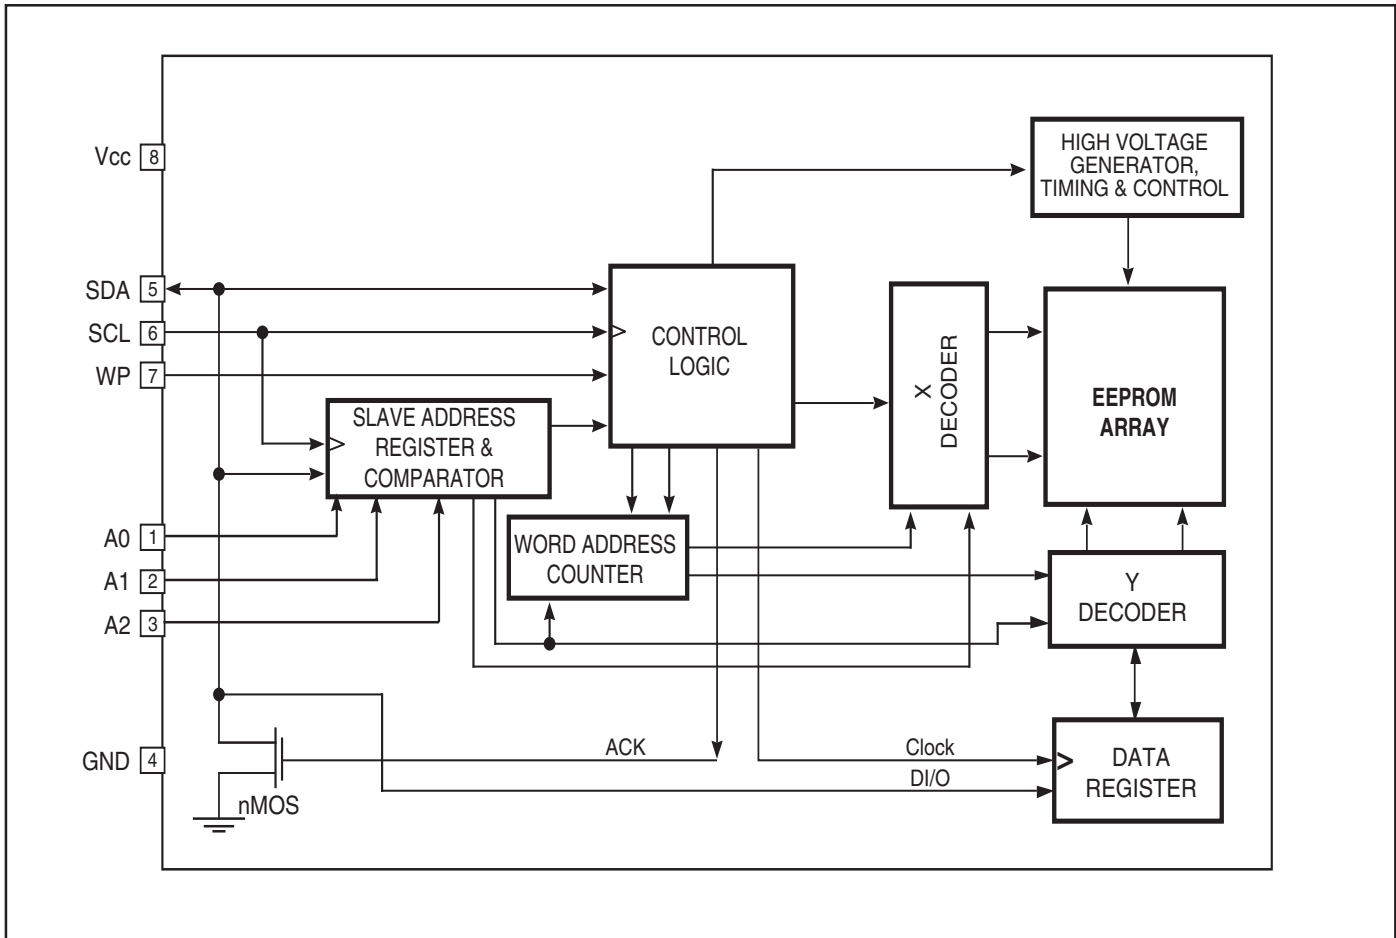 HIGH VOLTAGE
GENERATOR,
TIMING & CONTROL
Vcc 8
SDA 5
SCL 6
WP 7
CONTROL
LOGIC
X
DECODER
EEPROM
ARRAY
SLAVE ADDRESS
REGISTER &
COMPARATOR
A0 1
A1 2
A2 3
WORD ADDRESS
COUNTER
Y
DECODER
GND 4
nMOS
ACK
Clock
DI/O
DATA
REGISTER